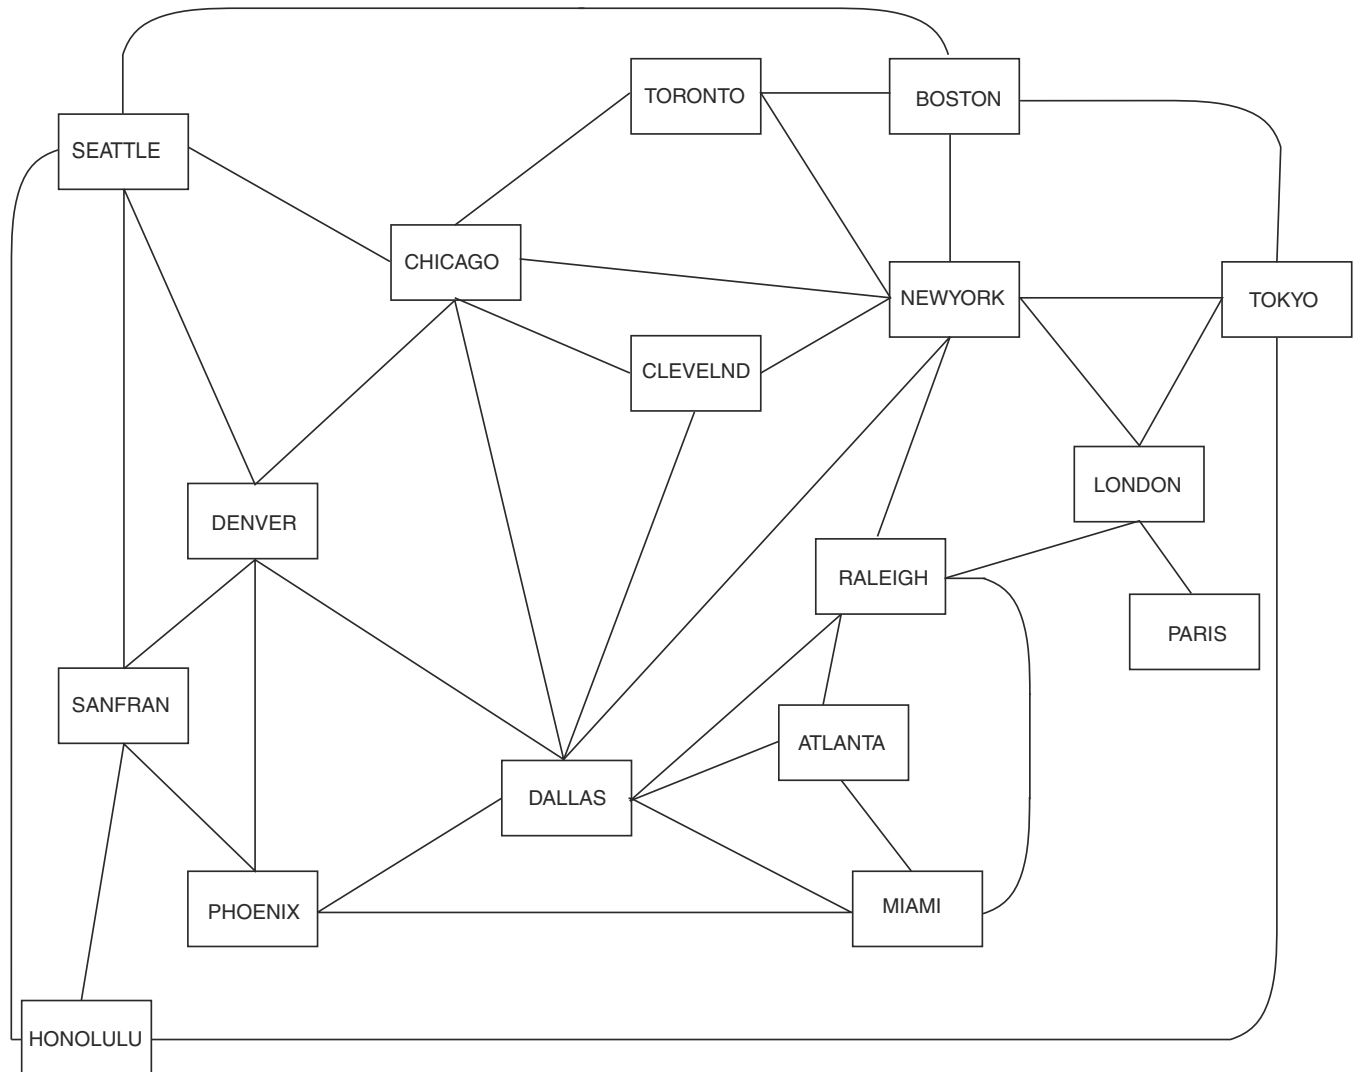 TORONTO
BOSTON
SEATTLE
CHICAGO
NEWYORK
TOKYO
CLEVELND
LONDON
DENVER
RALEIGH
PARIS
SANFRAN
ATLANTA
DALLAS
PHOENIX
MIAMI
HONOLULU